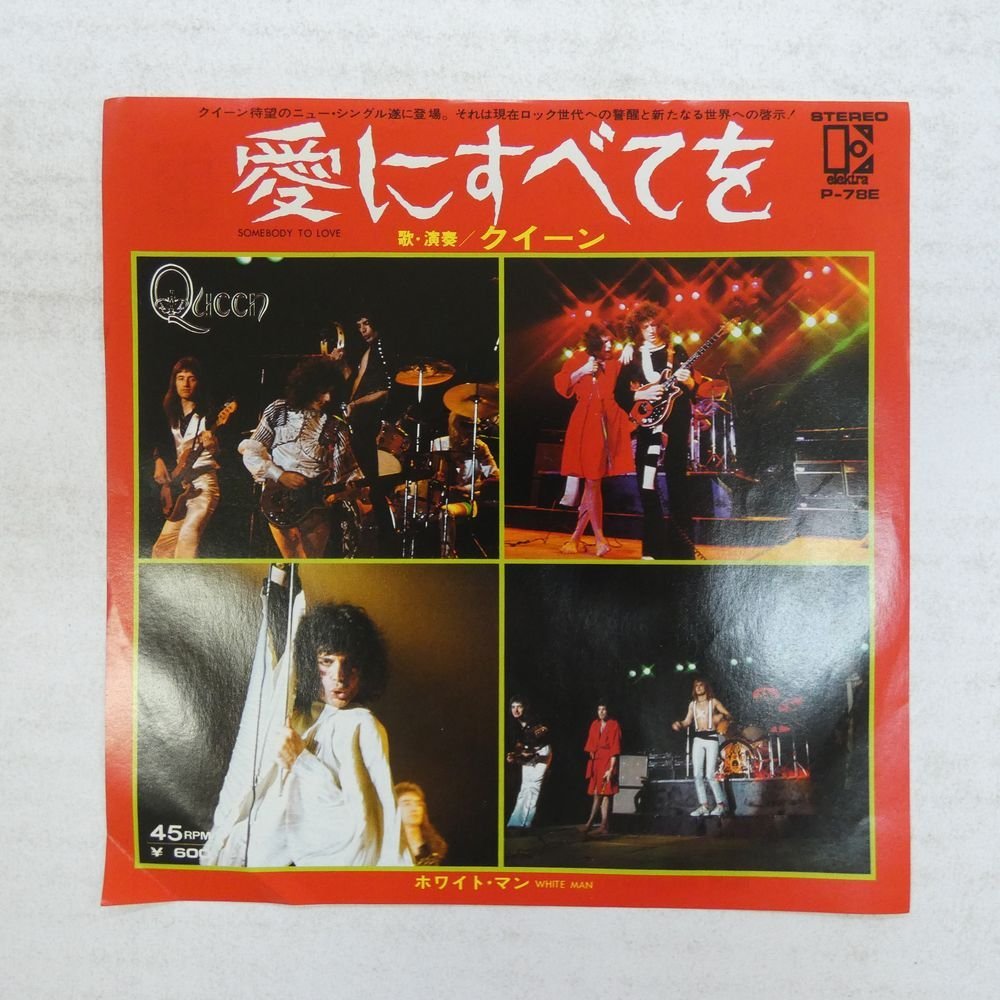 クイーン待望のニュー・シングル遂に登場。それは現在ロック世代への警醒と新たなる世界への啓示!
STEREO
elektra
P-78E
愛にすべてを
SOMEBODY TO LOVE
歌・演奏/クイーン
QUEEN
45RPM
¥ 600
ホワイト・マン WHITE MAN